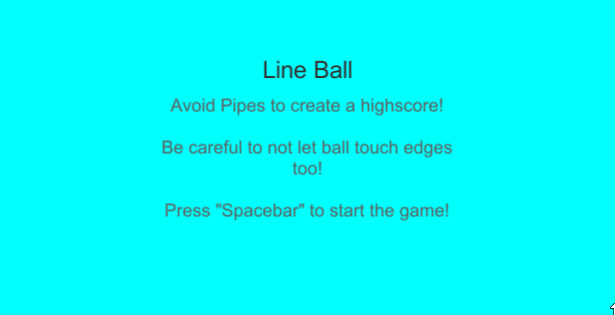 Line Ball
Avoid Pipes to create a highscore!
Be careful to not let ball touch edges
too!
Press "Spacebar" to start the game!